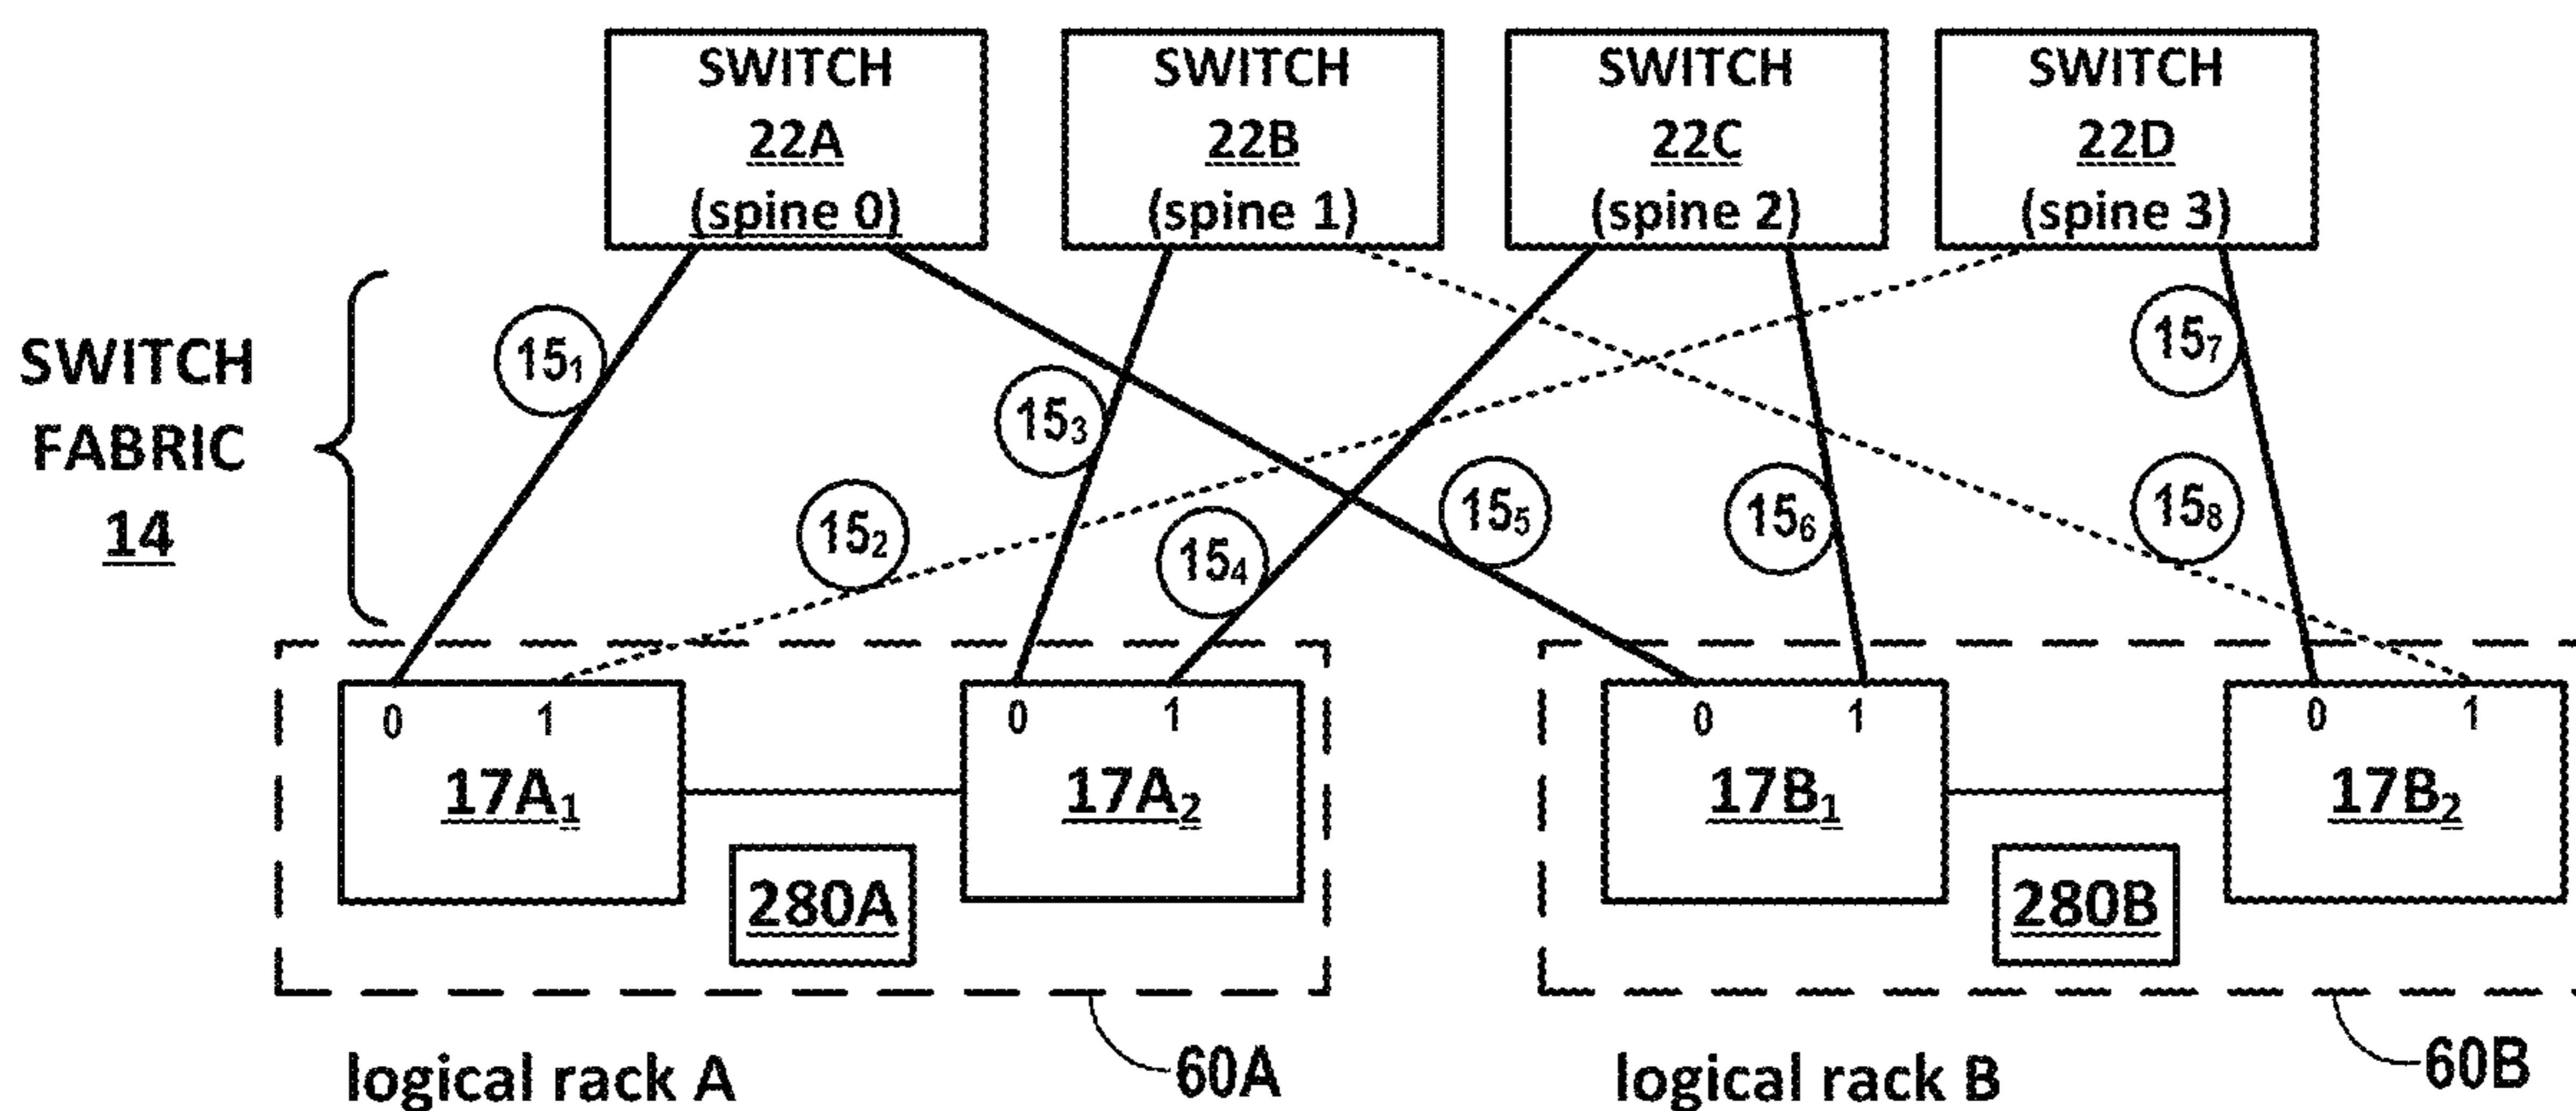 SWITCH
22A
(spine 0)
SWITCH
22B
(spine 1)
SWITCH
22C
(spine 2)
SWITCH
22D
(spine 3)
SWITCH
FABRIC
14
15₁
15₃
15₂
15₄
15₅
15₆
15₇
15₈
0 1
17A₁
0 1
17A₂
280A
0 1
17B₁
0 1
17B₂
280B
logical rack A
60A
logical rack B
60B